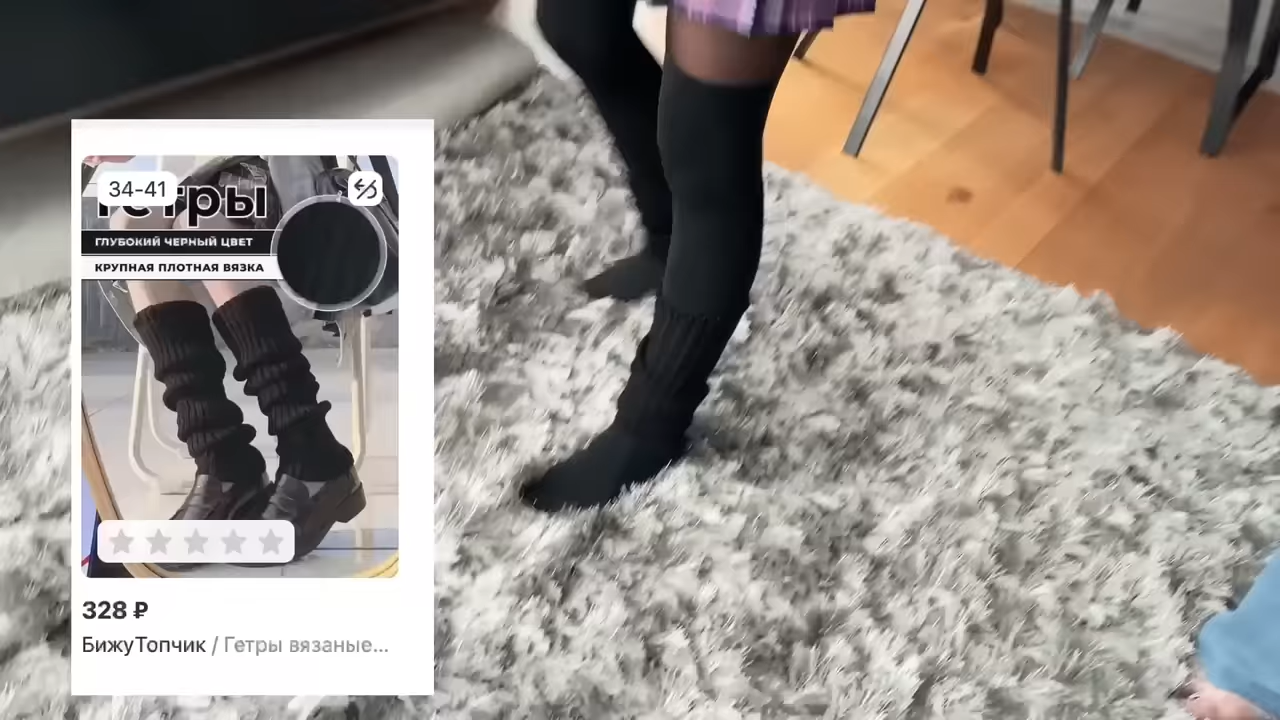 34-41
Гетры
ГЛУБОКИЙ ЧЕРНЫЙ ЦВЕТ
КРУПНАЯ ПЛОТНАЯ ВЯЗКА
328 ₽
БижуТопчик / Гетры вязаные...